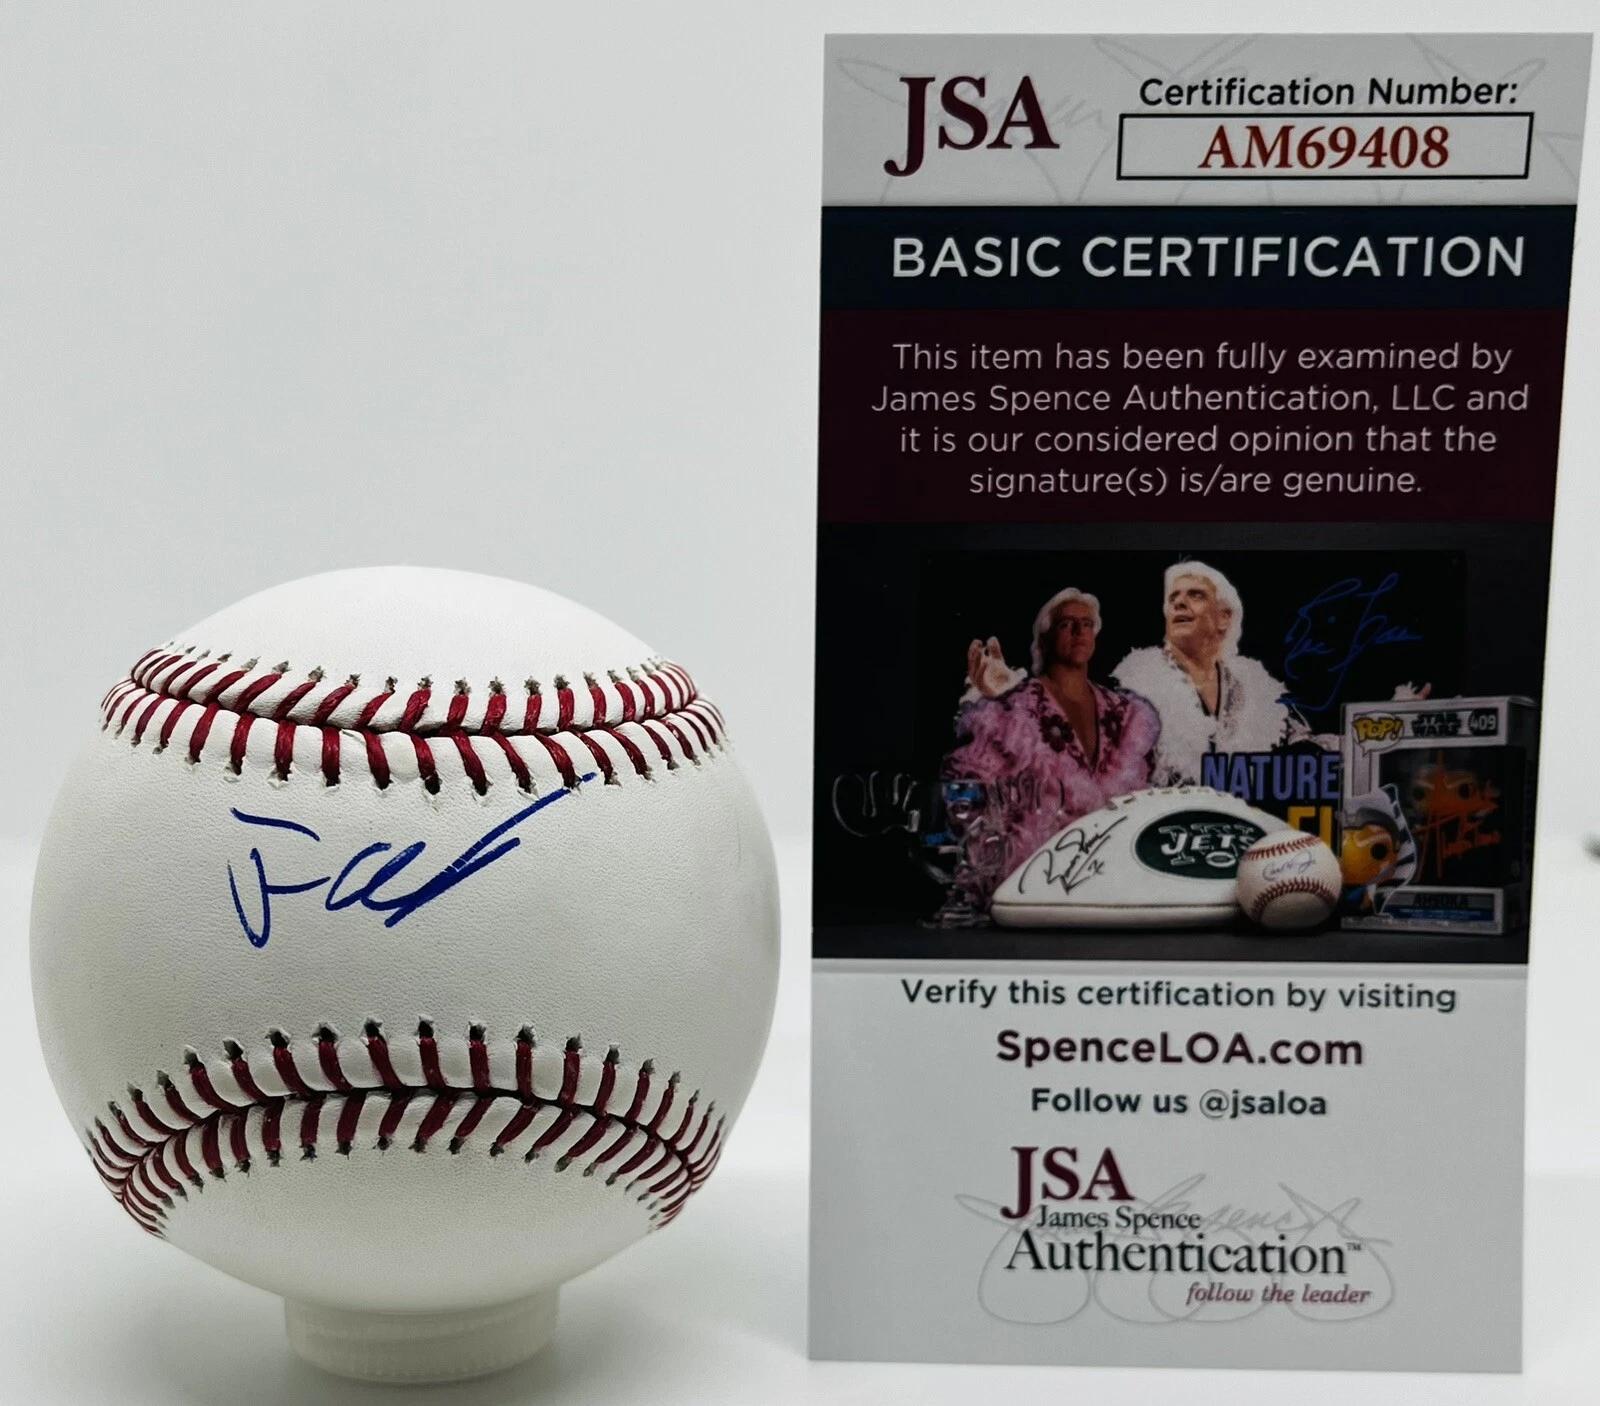 JSA
Certification Number:
AM69408
BASIC CERTIFICATION
This item has been fully examined by
James Spence Authentication, LLC and
it is our considered opinion that the
signature(s) is/are genuine.
POP!
STAR WARS
409
NATURE
JETS
AHSOKA
Verify this certification by visiting
SpenceLOA.com
Follow us @jsaloa
JSA
James Spence
Authentication™
follow the leader